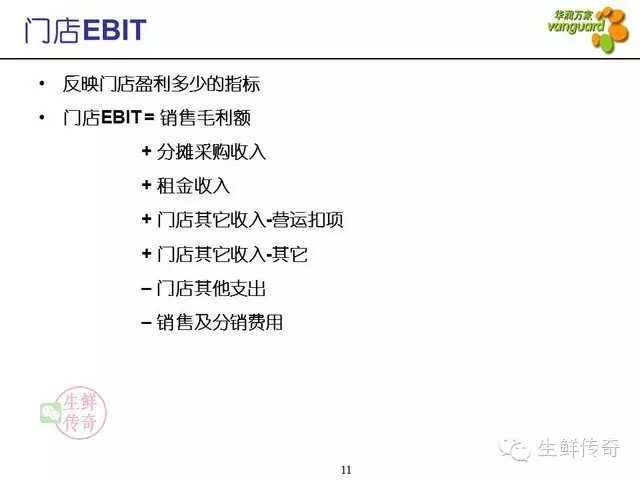 门店EBIT
华润万家
vanguard
• 反映门店盈利多少的指标
• 门店EBIT = 销售毛利额
+ 分摊采购收入
+ 租金收入
+ 门店其它收入-营运扣项
+ 门店其它收入-其它
– 门店其他支出
– 销售及分销费用
生鲜
传奇
生鲜传奇
11